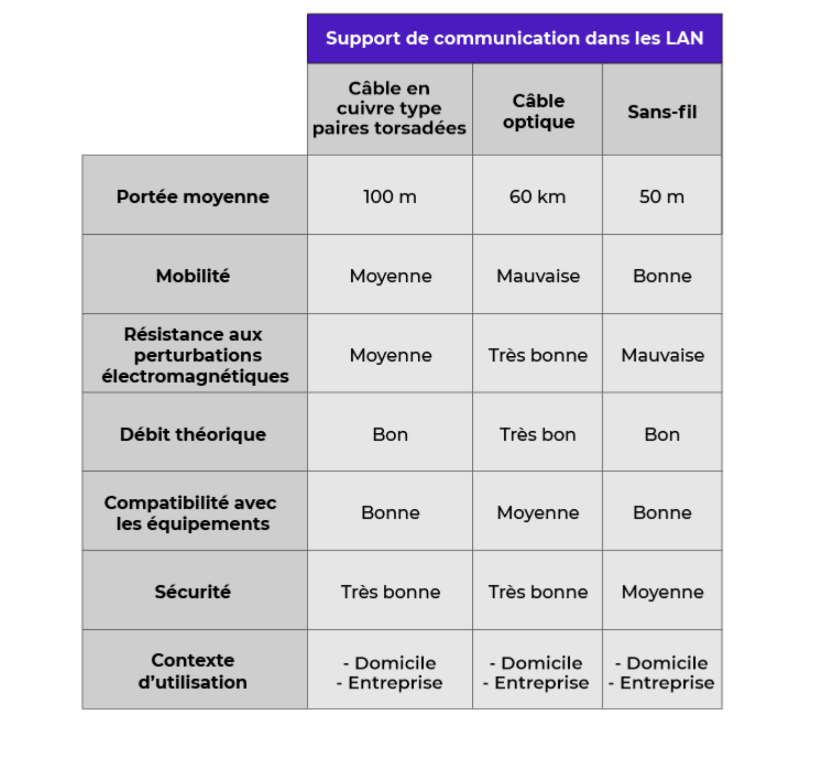 Support de communication dans les LAN
Câble en
cuivre type
paires torsadées
Câble
optique
Sans-fil
Portée moyenne
100 m
60 km
50 m
Mobilité
Moyenne
Mauvaise
Bonne
Résistance aux
perturbations
électromagnétiques
Moyenne
Très bonne
Mauvaise
Débit théorique
Bon
Très bon
Bon
Compatibilité avec
les équipements
Bonne
Moyenne
Bonne
Sécurité
Très bonne
Très bonne
Moyenne
Contexte
d’utilisation
- Domicile
- Entreprise
- Domicile
- Entreprise
- Domicile
- Entreprise